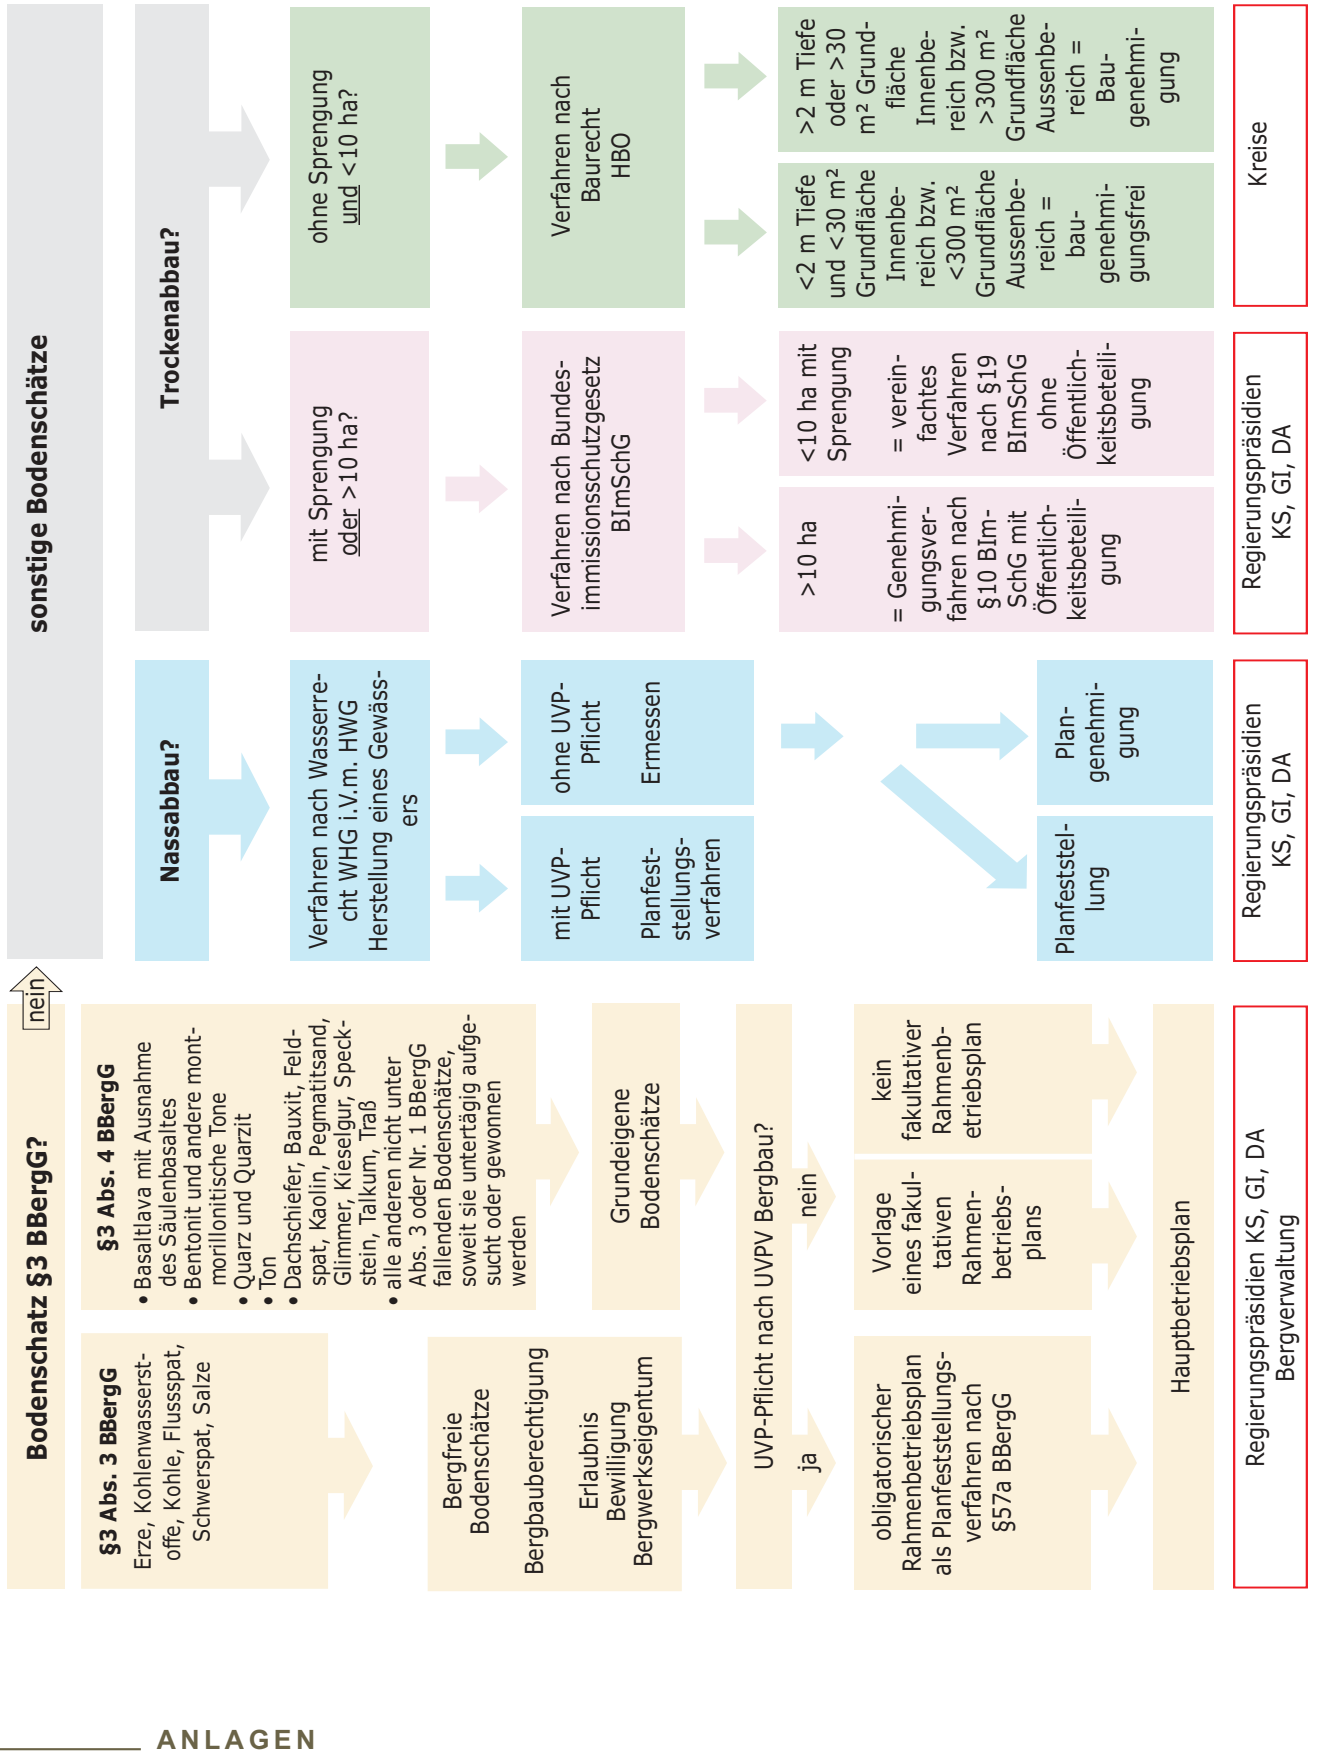 Bodenschatz §3 BBergG?
nein
sonstige Bodenschätze
§3 Abs. 3 BBergG
Erze, Kohlenwasserst-
offe, Kohle, Flussspat,
Schwerspat, Salze
§3 Abs. 4 BBergG
• Basaltlava mit Ausnahme
des Säulenbasaltes
• Bentonit und andere mont-
morillonitische Tone
• Quarz und Quarzit
• Ton
• Dachschiefer, Bauxit, Feld-
spat, Kaolin, Pegmatitsand,
Glimmer, Kieselgur, Speck-
stein, Talkum, Traß
• alle anderen nicht unter
Abs. 3 oder Nr. 1 BBergG
fallenden Bodenschätze,
soweit sie untertägig aufge-
sucht oder gewonnen
werden
Bergfreie
Bodenschätze
Bergbauberechtigung
Erlaubnis
Bewilligung
Bergwerkseigentum
Grundeigene
Bodenschätze
UVP-Pflicht nach UVPV Bergbau?
ja
nein
obligatorischer
Rahmenbetriebsplan
als Planfeststellungs-
verfahren nach
§57a BBergG
Vorlage
eines fakul-
tativen
Rahmen-
betriebs-
plans
kein
fakultativer
Rahmenb-
etriebsplan
Hauptbetriebsplan
Regierungspräsidien KS, GI, DA
Bergverwaltung
Nassabbau?
Verfahren nach Wasserre-
cht WHG i.V.m. HWG
Herstellung eines Gewäss-
ers
mit UVP-
Pflicht
Planfest-
stellungs-
verfahren
ohne UVP-
Pflicht
Ermessen
Planfeststel-
lung
Plan-
genehmi-
gung
Regierungspräsidien
KS, GI, DA
Trockenabbau?
mit Sprengung
oder >10 ha?
Verfahren nach Bundes-
immissionsschutzgesetz
BImSchG
>10 ha
= Genehmi-
gungsver-
fahren nach
§10 BIm-
SchG mit
Öffentlich-
keitsbeteili-
gung
<10 ha mit
Sprengung
= verein-
fachtes
Verfahren
nach §19
BImSchG
ohne
Öffentlich-
keitsbeteili-
gung
Regierungspräsidien
KS, GI, DA
ohne Sprengung
und <10 ha?
Verfahren nach
Baurecht
HBO
<2 m Tiefe
und <30 m²
Grundfläche
Innenbe-
reich bzw.
<300 m²
Grundfläche
Aussenbe-
reich =
bau-
genehmi-
gungsfrei
>2 m Tiefe
oder >30
m² Grund-
fläche
Innenbe-
reich bzw.
>300 m²
Grundfläche
Aussenbe-
reich =
Bau-
genehmi-
gung
Kreise
ANLAGEN